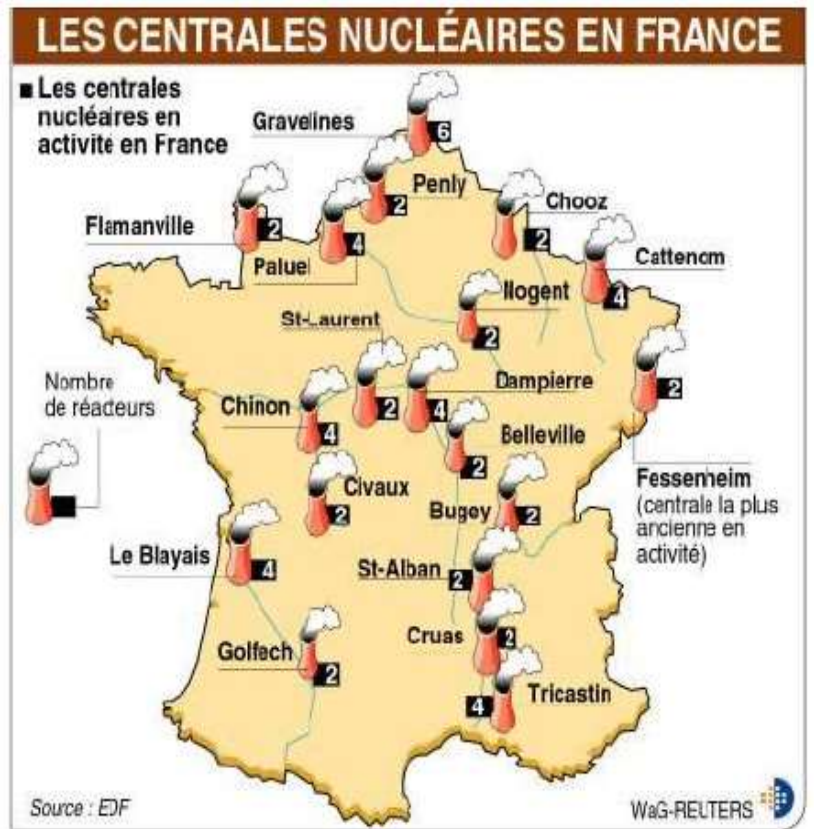 LES CENTRALES NUCLÉAIRES EN FRANCE
■ Les centrales
nucléaires en
activité en France
Gravelines
6
Penly
2
Chooz
2
Flamanville
2
Paluel
4
Cattenom
4
Nogent
2
St-Laurent
2
Dampierre
4
Nombre
de réacteurs
Chinon
4
2
Belleville
2
Fessenheim
(centrale la plus
ancienne en
activité)
Civaux
2
Bugey
2
Le Blayais
4
St-Alban
2
Cruas
2
Golfech
2
Tricastin
4
Source : EDF
WaG-REUTERS